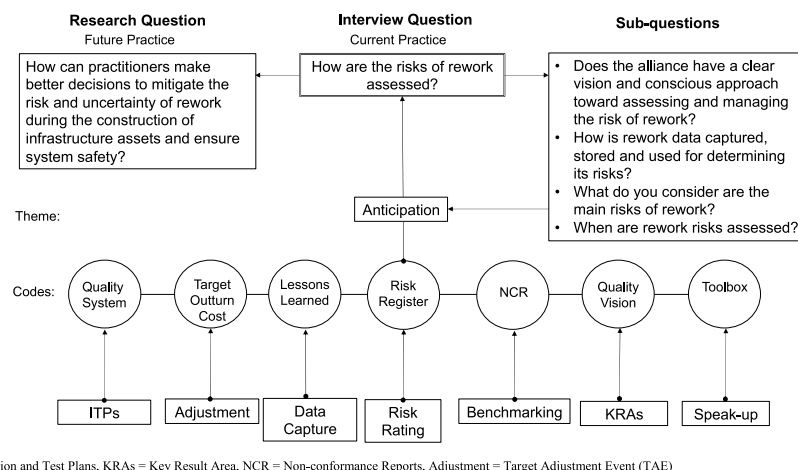 Research Question
Future Practice
Interview Question
Current Practice
Sub-questions
How can practitioners make
better decisions to mitigate the
risk and uncertainty of rework
during the construction of
infrastructure assets and ensure
system safety?
How are the risks of rework
assessed?
• Does the alliance have a clear
vision and conscious approach
toward assessing and managing
the risk of rework?
• How is rework data captured,
stored and used for determining
its risks?
• What do you consider are the
main risks of rework?
• When are rework risks assessed?
Theme:
Anticipation
Codes:
Quality
System
Target
Outturn
Cost
Lessons
Learned
Risk
Register
NCR
Quality
Vision
Toolbox
ITPs
Adjustment
Data
Capture
Risk
Rating
Benchmarking
KRAs
Speak-up
ion and Test Plans, KRAs = Key Result Area, NCR = Non-conformance Reports, Adjustment = Target Adjustment Event (TAE)